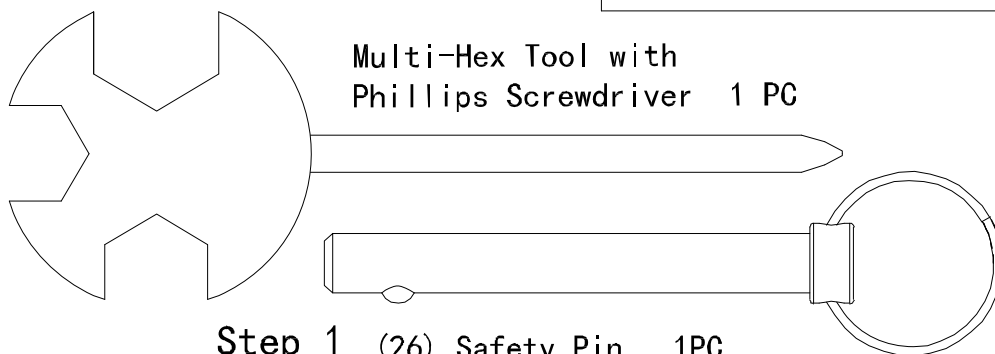 Multi-Hex Tool with
Phillips Screwdriver 1 PC
Step 1 (26) Safety Pin 1PC